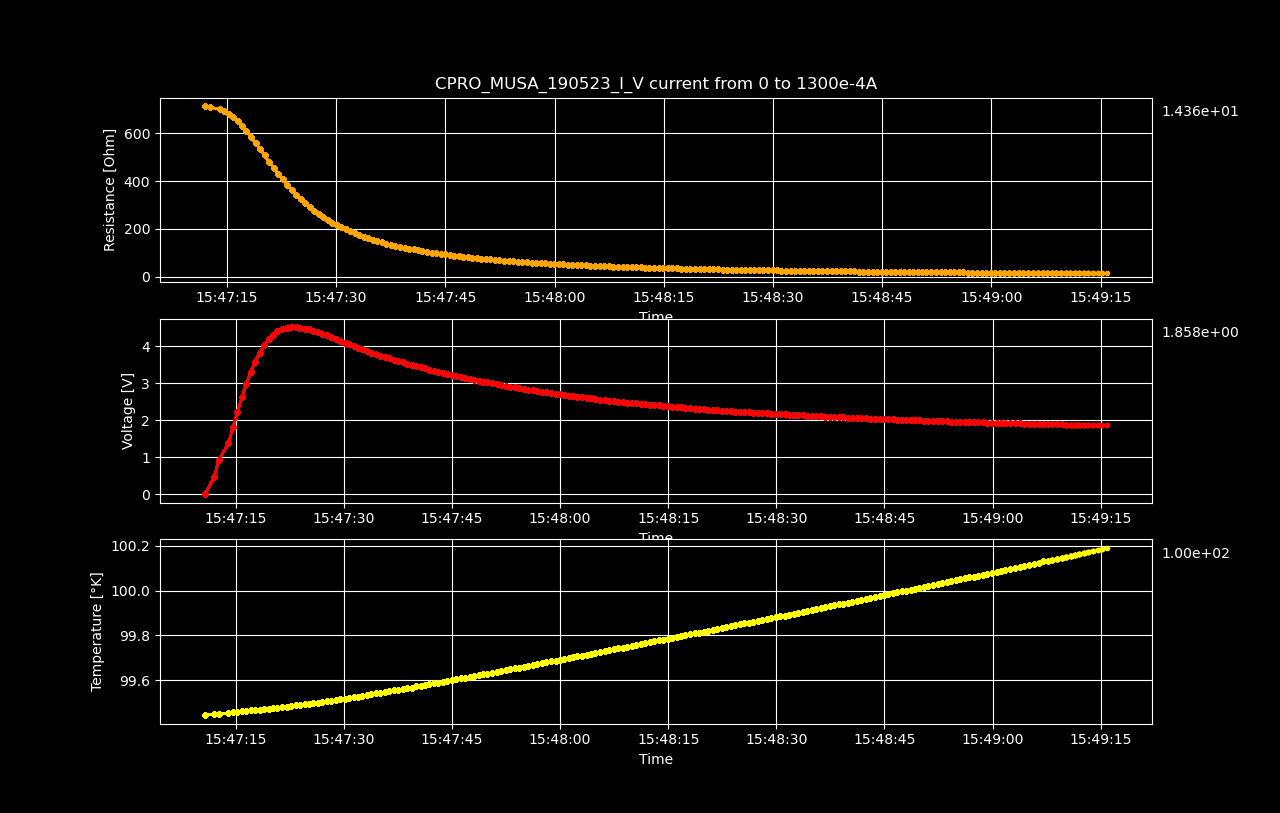 CPRO_MUSA_190523_I_V current from 0 to 1300e-4A
1.436e+01
Resistance [Ohm]
600
400
200
0
15:47:15 15:47:30 15:47:45 15:48:00 15:48:15 15:48:30 15:48:45 15:49:00 15:49:15
Time
1.858e+00
Voltage [V]
4
3
2
1
0
15:47:15 15:47:30 15:47:45 15:48:00 15:48:15 15:48:30 15:48:45 15:49:00 15:49:15
Time
1.00e+02
Temperature [°K]
100.2
100.0
99.8
99.6
15:47:15 15:47:30 15:47:45 15:48:00 15:48:15 15:48:30 15:48:45 15:49:00 15:49:15
Time